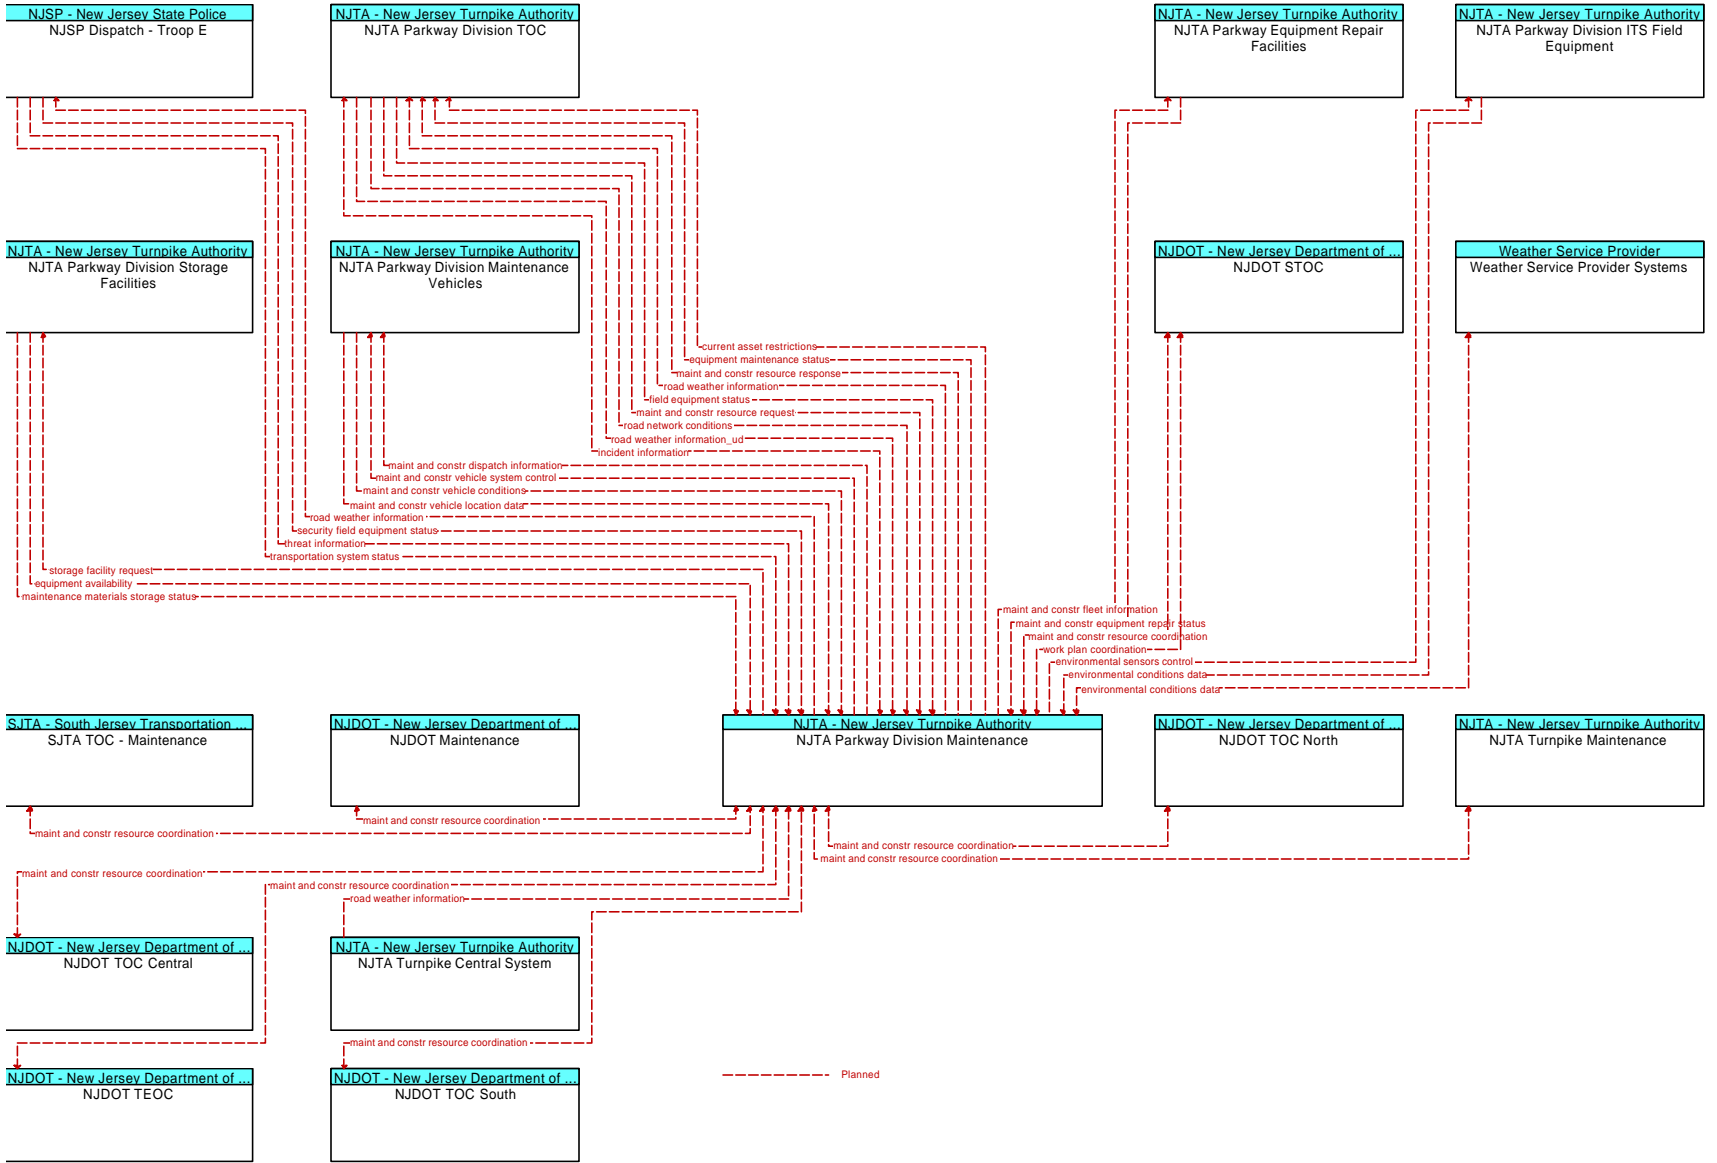 NJSP - New Jersey State Police
NJSP Dispatch - Troop E
NJTA - New Jersey Turnpike Authority
NJTA Parkway Division TOC
NJTA - New Jersey Turnpike Authority
NJTA Parkway Equipment Repair
Facilities
NJTA - New Jersey Turnpike Authority
NJTA Parkway Division ITS Field
Equipment
NJTA - New Jersey Turnpike Authority
NJTA Parkway Division Storage
Facilities
NJTA - New Jersey Turnpike Authority
NJTA Parkway Division Maintenance
Vehicles
NJDOT - New Jersey Department of ...
NJDOT STOC
Weather Service Provider
Weather Service Provider Systems
current asset restrictions
equipment maintenance status
maint and constr resource response
road weather information
field equipment status
maint and constr resource request
road network conditions
road weather information_ud
incident information
maint and constr dispatch information
maint and constr vehicle system control
maint and constr vehicle conditions
maint and constr vehicle location data
road weather information
security field equipment status
threat information
transportation system status
storage facility request
equipment availability
maintenance materials storage status
maint and constr fleet information
maint and constr equipment repair status
maint and constr resource coordination
work plan coordination
environmental sensors control
environmental conditions data
environmental conditions data
SJTA - South Jersey Transportation ...
SJTA TOC - Maintenance
NJDOT - New Jersey Department of ...
NJDOT Maintenance
NJTA - New Jersey Turnpike Authority
NJTA Parkway Division Maintenance
NJDOT - New Jersey Department of ...
NJDOT TOC North
NJTA - New Jersey Turnpike Authority
NJTA Turnpike Maintenance
maint and constr resource coordination
maint and constr resource coordination
maint and constr resource coordination
maint and constr resource coordination
maint and constr resource coordination
maint and constr resource coordination
road weather information
NJDOT - New Jersey Department of ...
NJDOT TOC Central
NJTA - New Jersey Turnpike Authority
NJTA Turnpike Central System
maint and constr resource coordination
NJDOT - New Jersey Department of ...
NJDOT TEOC
NJDOT - New Jersey Department of ...
NJDOT TOC South
Planned